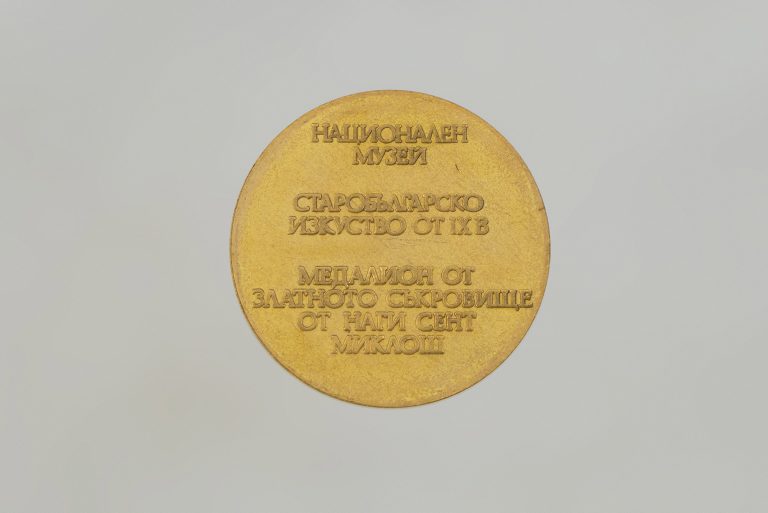 НАЦИОНАЛЕН
МУЗЕЙ
СТАРОБЪЛГАРСКО
ИЗКУСТВО ОТ IX В
МЕДАЛИОН ОТ
ЗЛАТНОТО СЪКРОВИЩЕ
ОТ НАГИ СЕНТ
МИКЛОШ